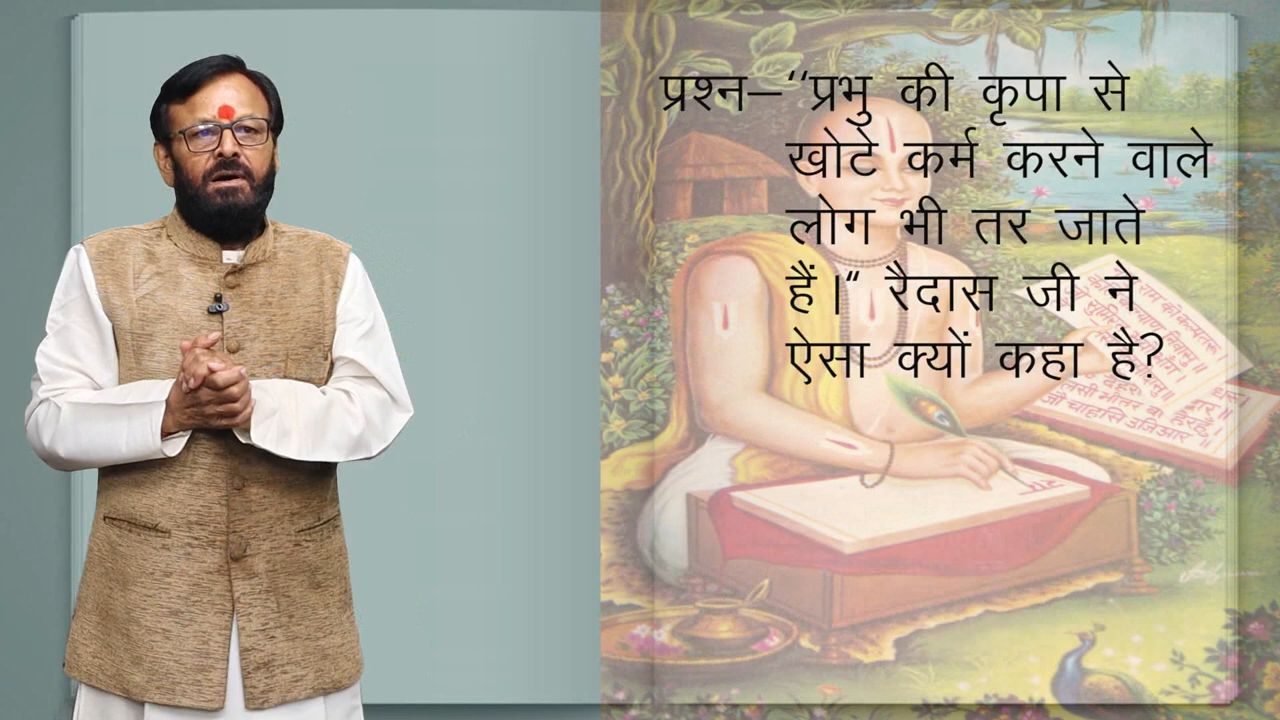 प्रश्न–‘‘प्रभु की कृपा से
खोटे कर्म करने वाले
लोग भी तर जाते
हैं।“ रैदास जी ने
ऐसा क्यों कहा है?